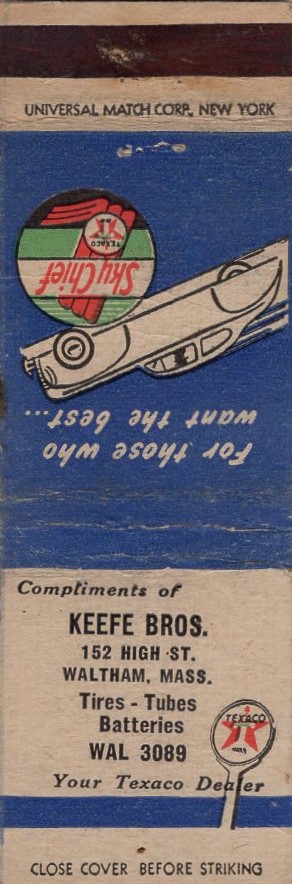 UNIVERSAL MATCH CORP., NEW YORK
For those who
want the best...
Sky Chief
TEXACO
Compliments of
KEEFE BROS.
152 HIGH ST.
WALTHAM, MASS.
Tires - Tubes
Batteries
WAL 3089
TEXACO
Your Texaco Dealer
CLOSE COVER BEFORE STRIKING